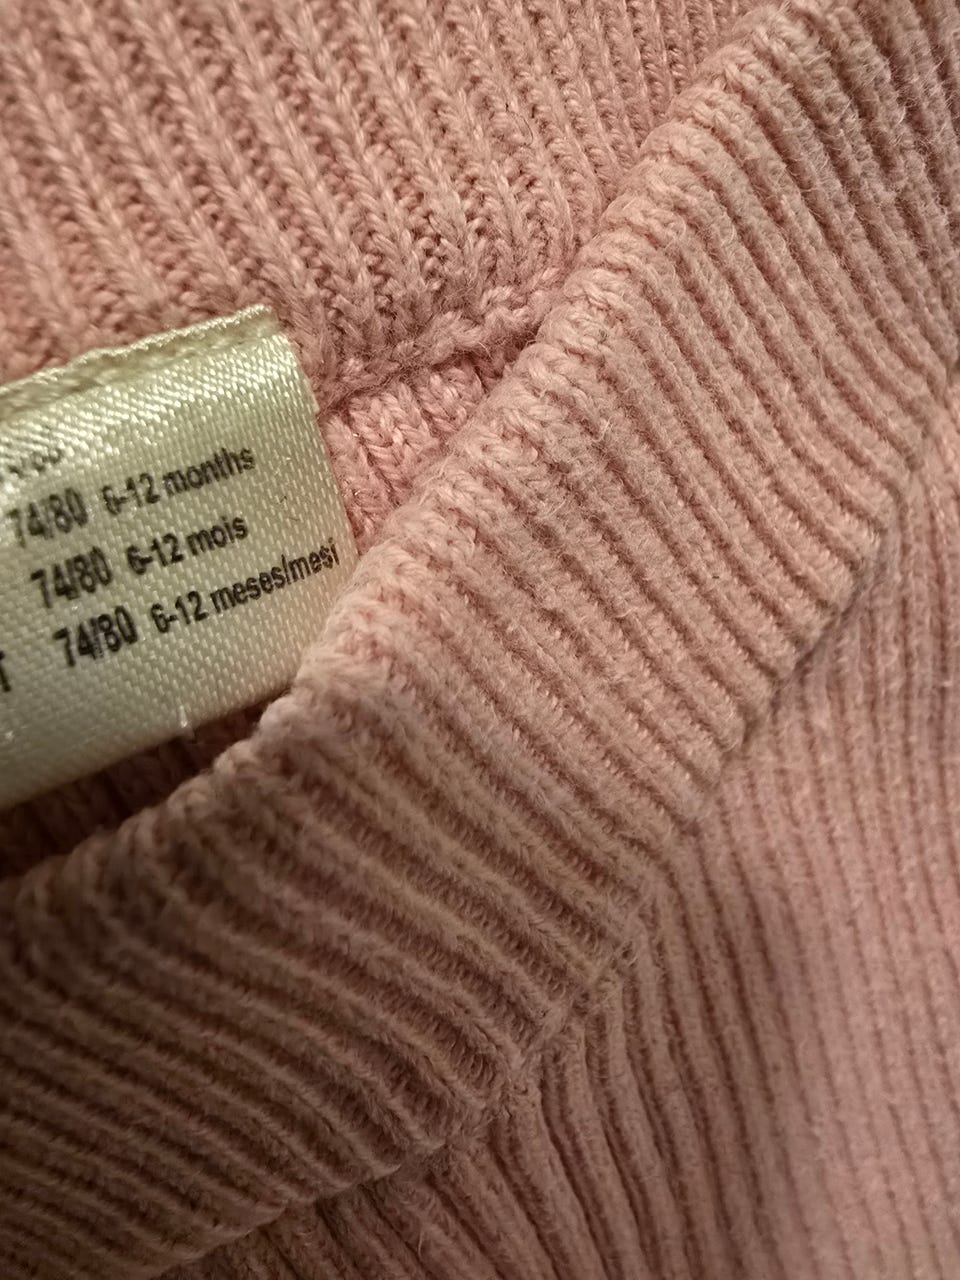 74/80 6-12 months
74/80 6-12 mois
74/80 6-12 meses/mesi